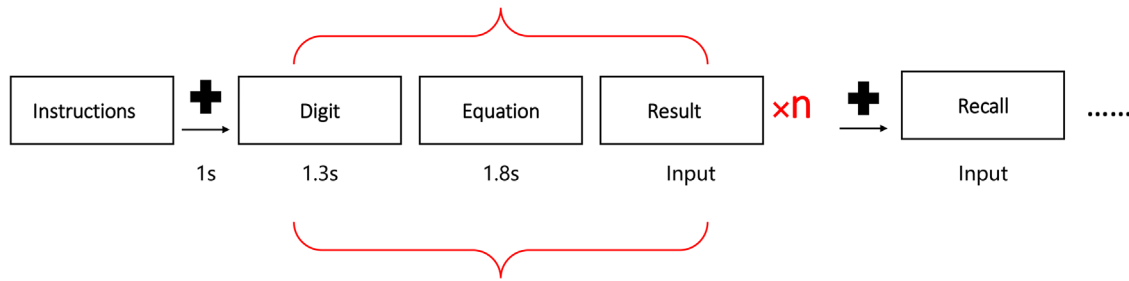 Instructions
Digit
Equation
Result
×n
Recall
......
1s
1.3s
1.8s
Input
Input